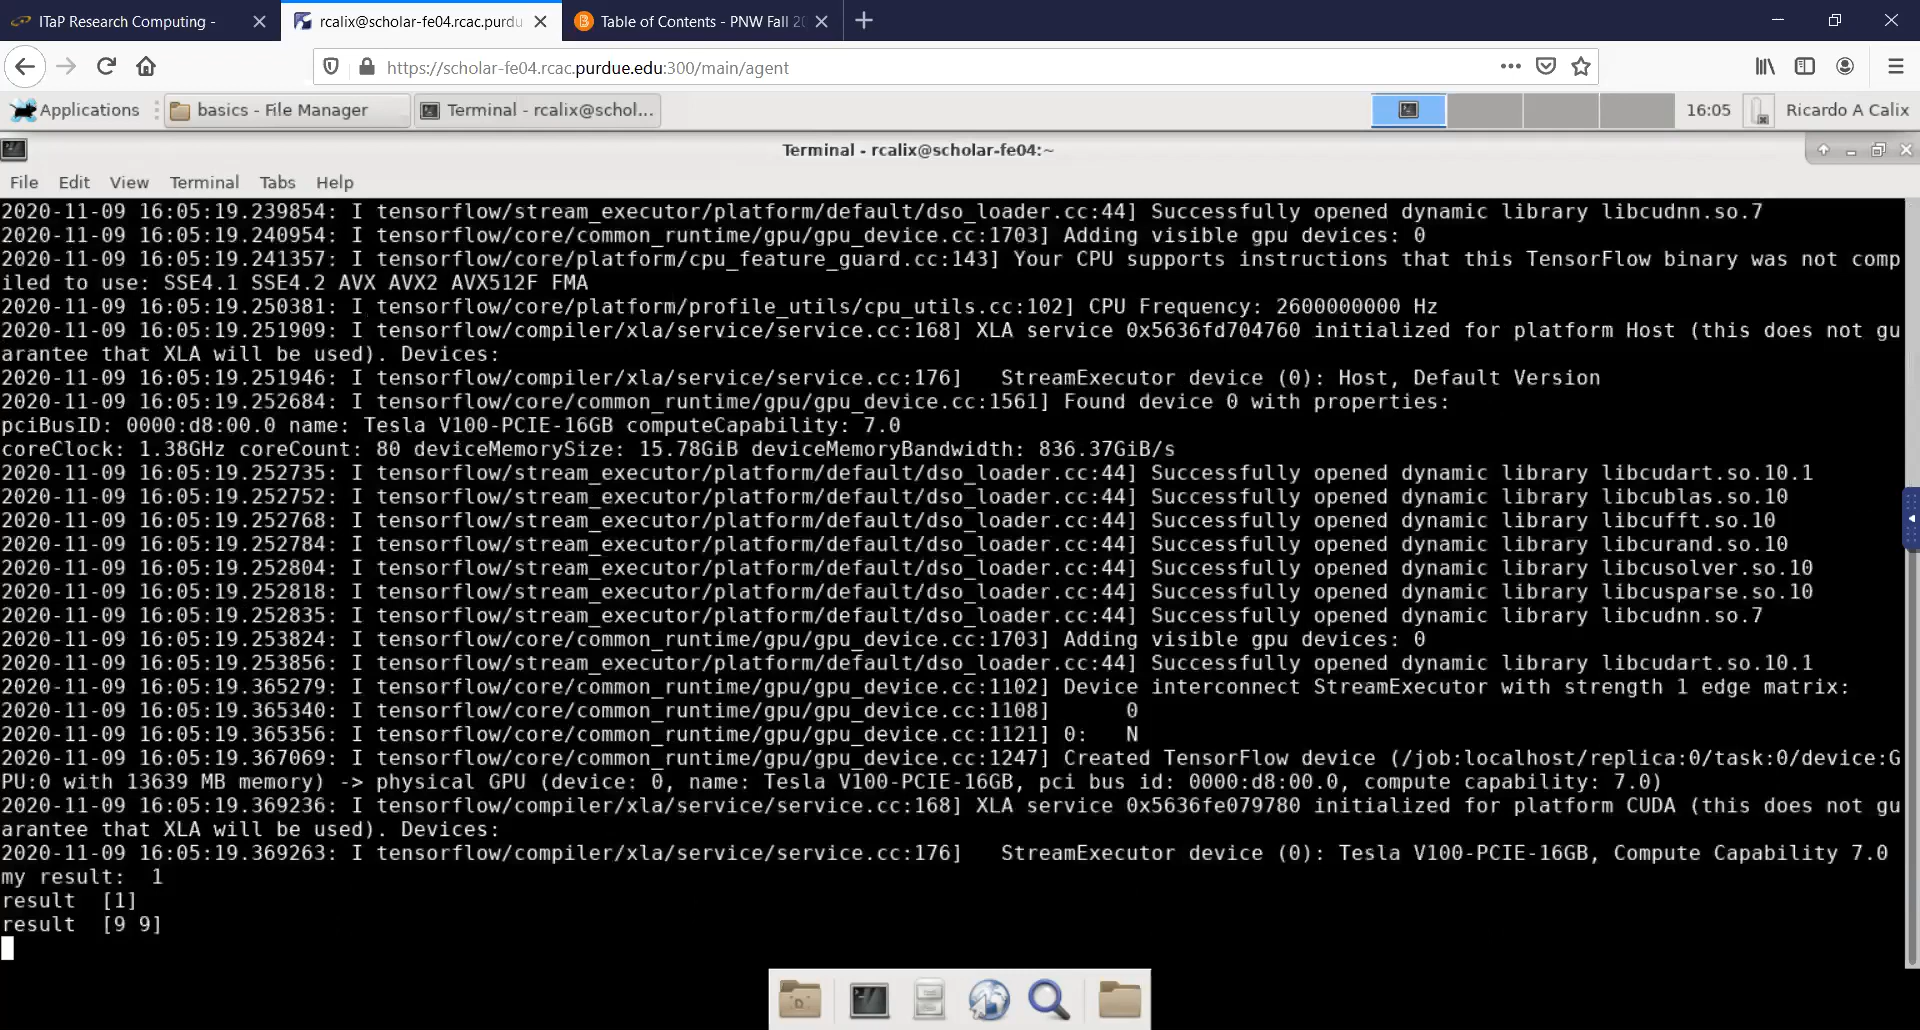 ITaP Research Computing -
rcalix@scholar-fe04.rcac.purdu
Table of Contents - PNW Fall 20
https://scholar-fe04.rcac.purdue.edu:300/main/agent
Applications
basics - File Manager
Terminal - rcalix@schol...
16:05
Ricardo A Calix
Terminal - rcalix@scholar-fe04:~
File Edit View Terminal Tabs Help
2020-11-09 16:05:19.239854: I tensorflow/stream_executor/platform/default/dso_loader.cc:44] Successfully opened dynamic library libcudnn.so.7
2020-11-09 16:05:19.240954: I tensorflow/core/common_runtime/gpu/gpu_device.cc:1703] Adding visible gpu devices: 0
2020-11-09 16:05:19.241357: I tensorflow/core/platform/cpu_feature_guard.cc:143] Your CPU supports instructions that this TensorFlow binary was not comp
iled to use: SSE4.1 SSE4.2 AVX AVX2 AVX512F FMA
2020-11-09 16:05:19.250381: I tensorflow/core/platform/profile_utils/cpu_utils.cc:102] CPU Frequency: 2600000000 Hz
2020-11-09 16:05:19.251909: I tensorflow/compiler/xla/service/service.cc:168] XLA service 0x5636fd704760 initialized for platform Host (this does not gu
arantee that XLA will be used). Devices:
2020-11-09 16:05:19.251946: I tensorflow/compiler/xla/service/service.cc:176]   StreamExecutor device (0): Host, Default Version
2020-11-09 16:05:19.252684: I tensorflow/core/common_runtime/gpu/gpu_device.cc:1561] Found device 0 with properties:
pciBusID: 0000:d8:00.0 name: Tesla V100-PCIE-16GB computeCapability: 7.0
coreClock: 1.38GHz coreCount: 80 deviceMemorySize: 15.78GiB deviceMemoryBandwidth: 836.37GiB/s
2020-11-09 16:05:19.252735: I tensorflow/stream_executor/platform/default/dso_loader.cc:44] Successfully opened dynamic library libcudart.so.10.1
2020-11-09 16:05:19.252752: I tensorflow/stream_executor/platform/default/dso_loader.cc:44] Successfully opened dynamic library libcublas.so.10
2020-11-09 16:05:19.252768: I tensorflow/stream_executor/platform/default/dso_loader.cc:44] Successfully opened dynamic library libcufft.so.10
2020-11-09 16:05:19.252784: I tensorflow/stream_executor/platform/default/dso_loader.cc:44] Successfully opened dynamic library libcurand.so.10
2020-11-09 16:05:19.252804: I tensorflow/stream_executor/platform/default/dso_loader.cc:44] Successfully opened dynamic library libcusolver.so.10
2020-11-09 16:05:19.252818: I tensorflow/stream_executor/platform/default/dso_loader.cc:44] Successfully opened dynamic library libcusparse.so.10
2020-11-09 16:05:19.252835: I tensorflow/stream_executor/platform/default/dso_loader.cc:44] Successfully opened dynamic library libcudnn.so.7
2020-11-09 16:05:19.253824: I tensorflow/core/common_runtime/gpu/gpu_device.cc:1703] Adding visible gpu devices: 0
2020-11-09 16:05:19.253856: I tensorflow/stream_executor/platform/default/dso_loader.cc:44] Successfully opened dynamic library libcudart.so.10.1
2020-11-09 16:05:19.365279: I tensorflow/core/common_runtime/gpu/gpu_device.cc:1102] Device interconnect StreamExecutor with strength 1 edge matrix:
2020-11-09 16:05:19.365340: I tensorflow/core/common_runtime/gpu/gpu_device.cc:1108]      0
2020-11-09 16:05:19.365356: I tensorflow/core/common_runtime/gpu/gpu_device.cc:1121] 0:   N
2020-11-09 16:05:19.367069: I tensorflow/core/common_runtime/gpu/gpu_device.cc:1247] Created TensorFlow device (/job:localhost/replica:0/task:0/device:G
PU:0 with 13639 MB memory) -> physical GPU (device: 0, name: Tesla V100-PCIE-16GB, pci bus id: 0000:d8:00.0, compute capability: 7.0)
2020-11-09 16:05:19.369236: I tensorflow/compiler/xla/service/service.cc:168] XLA service 0x5636fe079780 initialized for platform CUDA (this does not gu
arantee that XLA will be used). Devices:
2020-11-09 16:05:19.369263: I tensorflow/compiler/xla/service/service.cc:176]   StreamExecutor device (0): Tesla V100-PCIE-16GB, Compute Capability 7.0
my result:  1
result  [1]
result  [9 9]